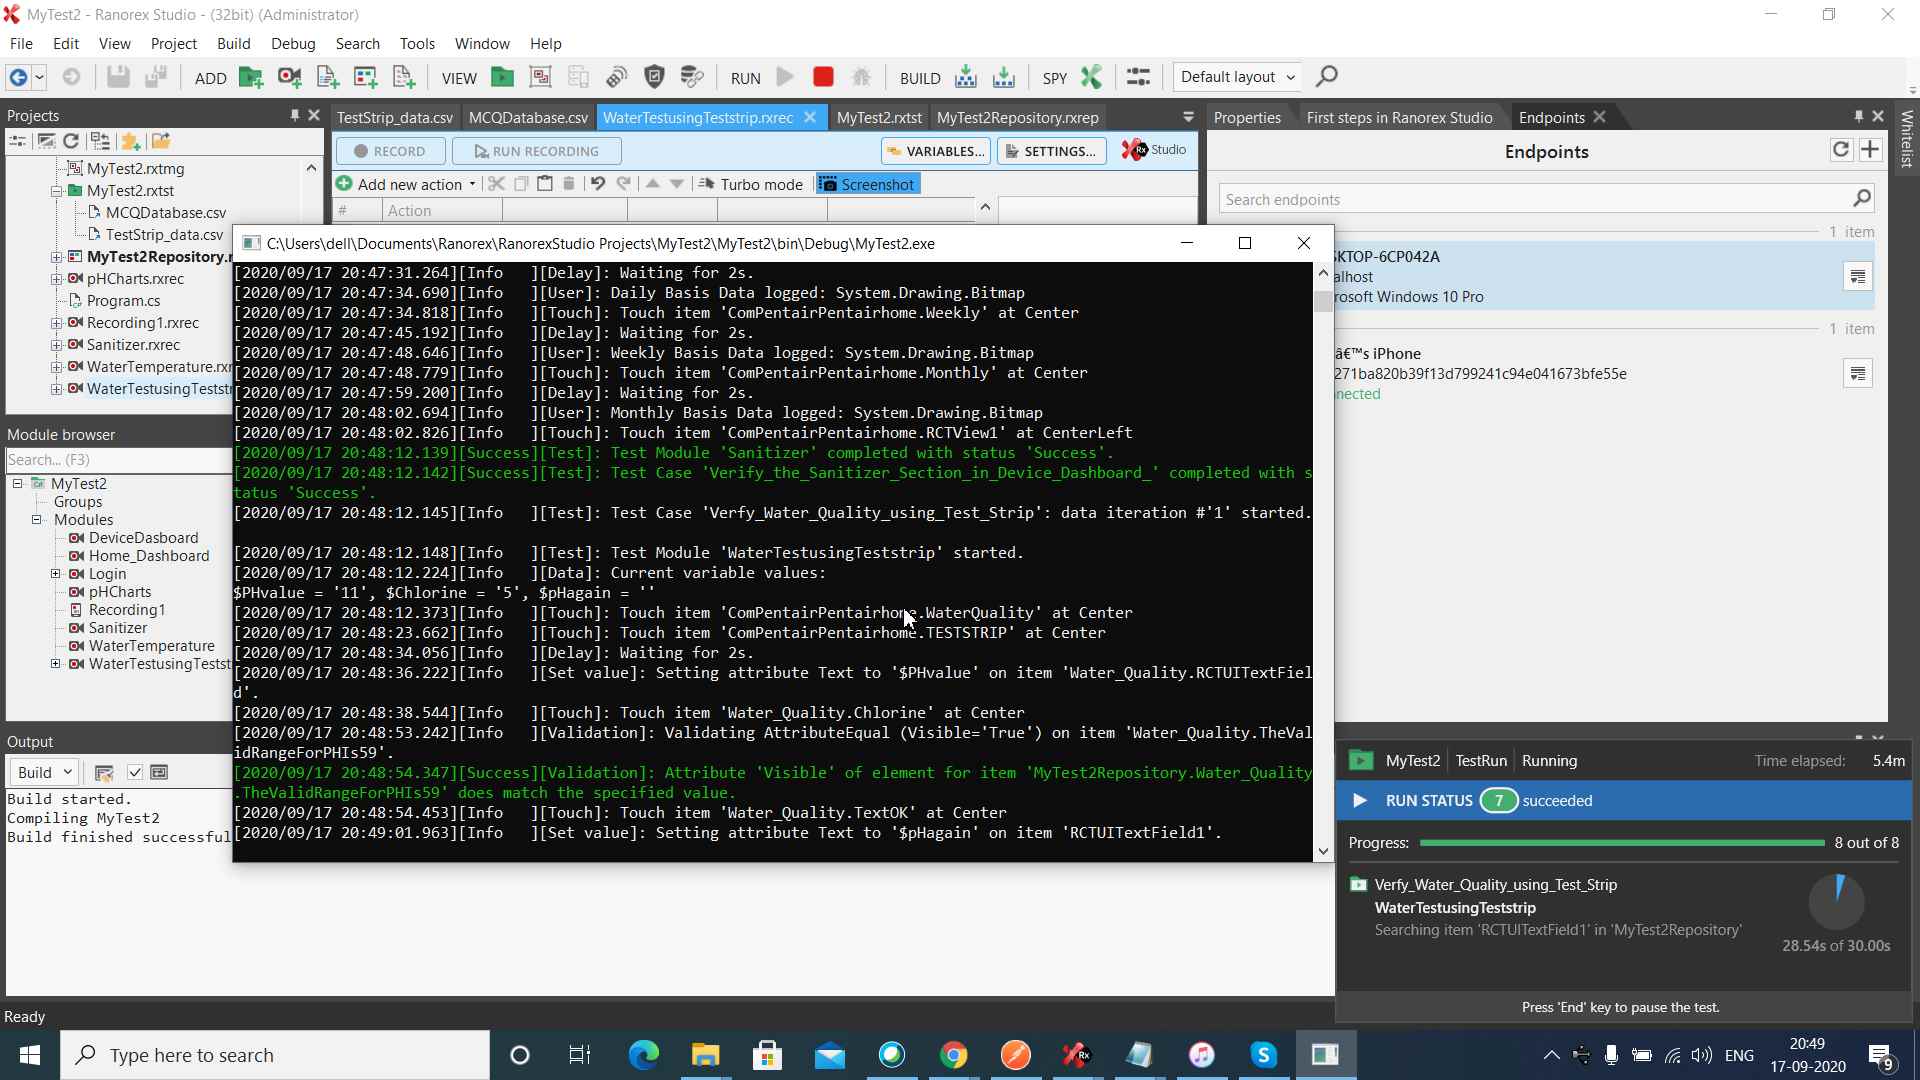 MyTest2 - Ranorex Studio - (32bit) (Administrator)
File Edit View Project Build Debug Search Tools Window Help
ADD VIEW RUN BUILD SPY Default layout
Projects
MyTest2.rxtmg
MyTest2.rxtst
MCQDatabase.csv
TestStrip_data.csv
MyTest2Repository.r
pHCharts.rxrec
Program.cs
Recording1.rxrec
Sanitizer.rxrec
WaterTemperature.rxr
WaterTestusingTestst
Module browser
Search... (F3)
MyTest2
Groups
Modules
DeviceDasboard
Home_Dashboard
Login
pHCharts
Recording1
Sanitizer
WaterTemperature
WaterTestusingTestst
Output
Build
Build started.
Compiling MyTest2
Build finished successful
Ready
TestStrip_data.csv MCQDatabase.csv WaterTestusingTeststrip.rxrec MyTest2.rxtst MyTest2Repository.rxrep
RECORD RUN RECORDING VARIABLES... SETTINGS... Rx Studio
Add new action Turbo mode Screenshot
# Action
C:\Users\dell\Documents\Ranorex\RanorexStudio Projects\MyTest2\MyTest2\bin\Debug\MyTest2.exe
[2020/09/17 20:47:31.264][Info   ][Delay]: Waiting for 2s.
[2020/09/17 20:47:34.690][Info   ][User]: Daily Basis Data logged: System.Drawing.Bitmap
[2020/09/17 20:47:34.818][Info   ][Touch]: Touch item 'ComPentairPentairhome.Weekly' at Center
[2020/09/17 20:47:45.192][Info   ][Delay]: Waiting for 2s.
[2020/09/17 20:47:48.646][Info   ][User]: Weekly Basis Data logged: System.Drawing.Bitmap
[2020/09/17 20:47:48.779][Info   ][Touch]: Touch item 'ComPentairPentairhome.Monthly' at Center
[2020/09/17 20:47:59.200][Info   ][Delay]: Waiting for 2s.
[2020/09/17 20:48:02.694][Info   ][User]: Monthly Basis Data logged: System.Drawing.Bitmap
[2020/09/17 20:48:02.826][Info   ][Touch]: Touch item 'ComPentairPentairhome.RCTView1' at CenterLeft
[2020/09/17 20:48:12.139][Success][Test]: Test Module 'Sanitizer' completed with status 'Success'.
[2020/09/17 20:48:12.142][Success][Test]: Test Case 'Verify_the_Sanitizer_Section_in_Device_Dashboard_' completed with s
tatus 'Success'.
[2020/09/17 20:48:12.145][Info   ][Test]: Test Case 'Verfy_Water_Quality_using_Test_Strip': data iteration #'1' started.
[2020/09/17 20:48:12.148][Info   ][Test]: Test Module 'WaterTestusingTeststrip' started.
[2020/09/17 20:48:12.224][Info   ][Data]: Current variable values:
$PHvalue = '11', $Chlorine = '5', $pHagain = ''
[2020/09/17 20:48:12.373][Info   ][Touch]: Touch item 'ComPentairPentairhome.WaterQuality' at Center
[2020/09/17 20:48:23.662][Info   ][Touch]: Touch item 'ComPentairPentairhome.TESTSTRIP' at Center
[2020/09/17 20:48:34.056][Info   ][Delay]: Waiting for 2s.
[2020/09/17 20:48:36.222][Info   ][Set value]: Setting attribute Text to '$PHvalue' on item 'Water_Quality.RCTUITextFiel
d'.
[2020/09/17 20:48:38.544][Info   ][Touch]: Touch item 'Water_Quality.Chlorine' at Center
[2020/09/17 20:48:53.242][Info   ][Validation]: Validating AttributeEqual (Visible='True') on item 'Water_Quality.TheVal
idRangeForPHIs59'.
[2020/09/17 20:48:54.347][Success][Validation]: Attribute 'Visible' of element for item 'MyTest2Repository.Water_Quality
.TheValidRangeForPHIs59' does match the specified value.
[2020/09/17 20:48:54.453][Info   ][Touch]: Touch item 'Water_Quality.TextOK' at Center
[2020/09/17 20:49:01.963][Info   ][Set value]: Setting attribute Text to '$pHagain' on item 'RCTUITextField1'.
Properties First steps in Ranorex Studio Endpoints
Endpoints
Search endpoints
1 item
SKTOP-6CP042A
alhost
rosoft Windows 10 Pro
1 item
â€™s iPhone
271ba820b39f13d799241c94e041673bfe55e
nected
Whitelist
MyTest2 TestRun Running Time elapsed: 5.4m
RUN STATUS 7 succeeded
Progress: 8 out of 8
Verfy_Water_Quality_using_Test_Strip
WaterTestusingTeststrip
Searching item 'RCTUITextField1' in 'MyTest2Repository'
28.54s of 30.00s
Press 'End' key to pause the test.
Type here to search
ENG
20:49
17-09-2020
9